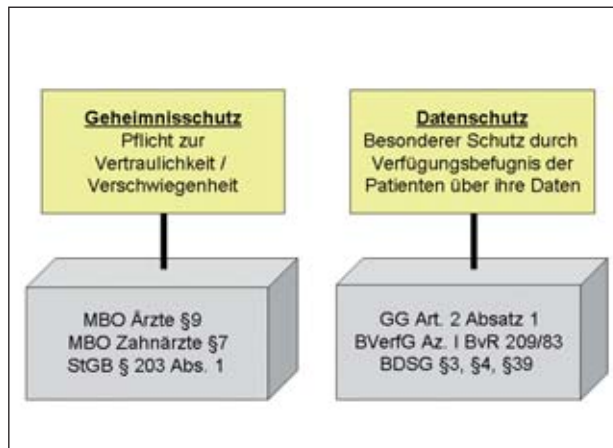 Geheimnisschutz
Pflicht zur
Vertraulichkeit /
Verschwiegenheit
MBO Ärzte §9
MBO Zahnärzte §7
StGB § 203 Abs. 1
Datenschutz
Besonderer Schutz durch
Verfügungsbefugnis der
Patienten über ihre Daten
GG Art. 2 Absatz 1
BVerfG Az. I BvR 209/83
BDSG §3, §4, §39